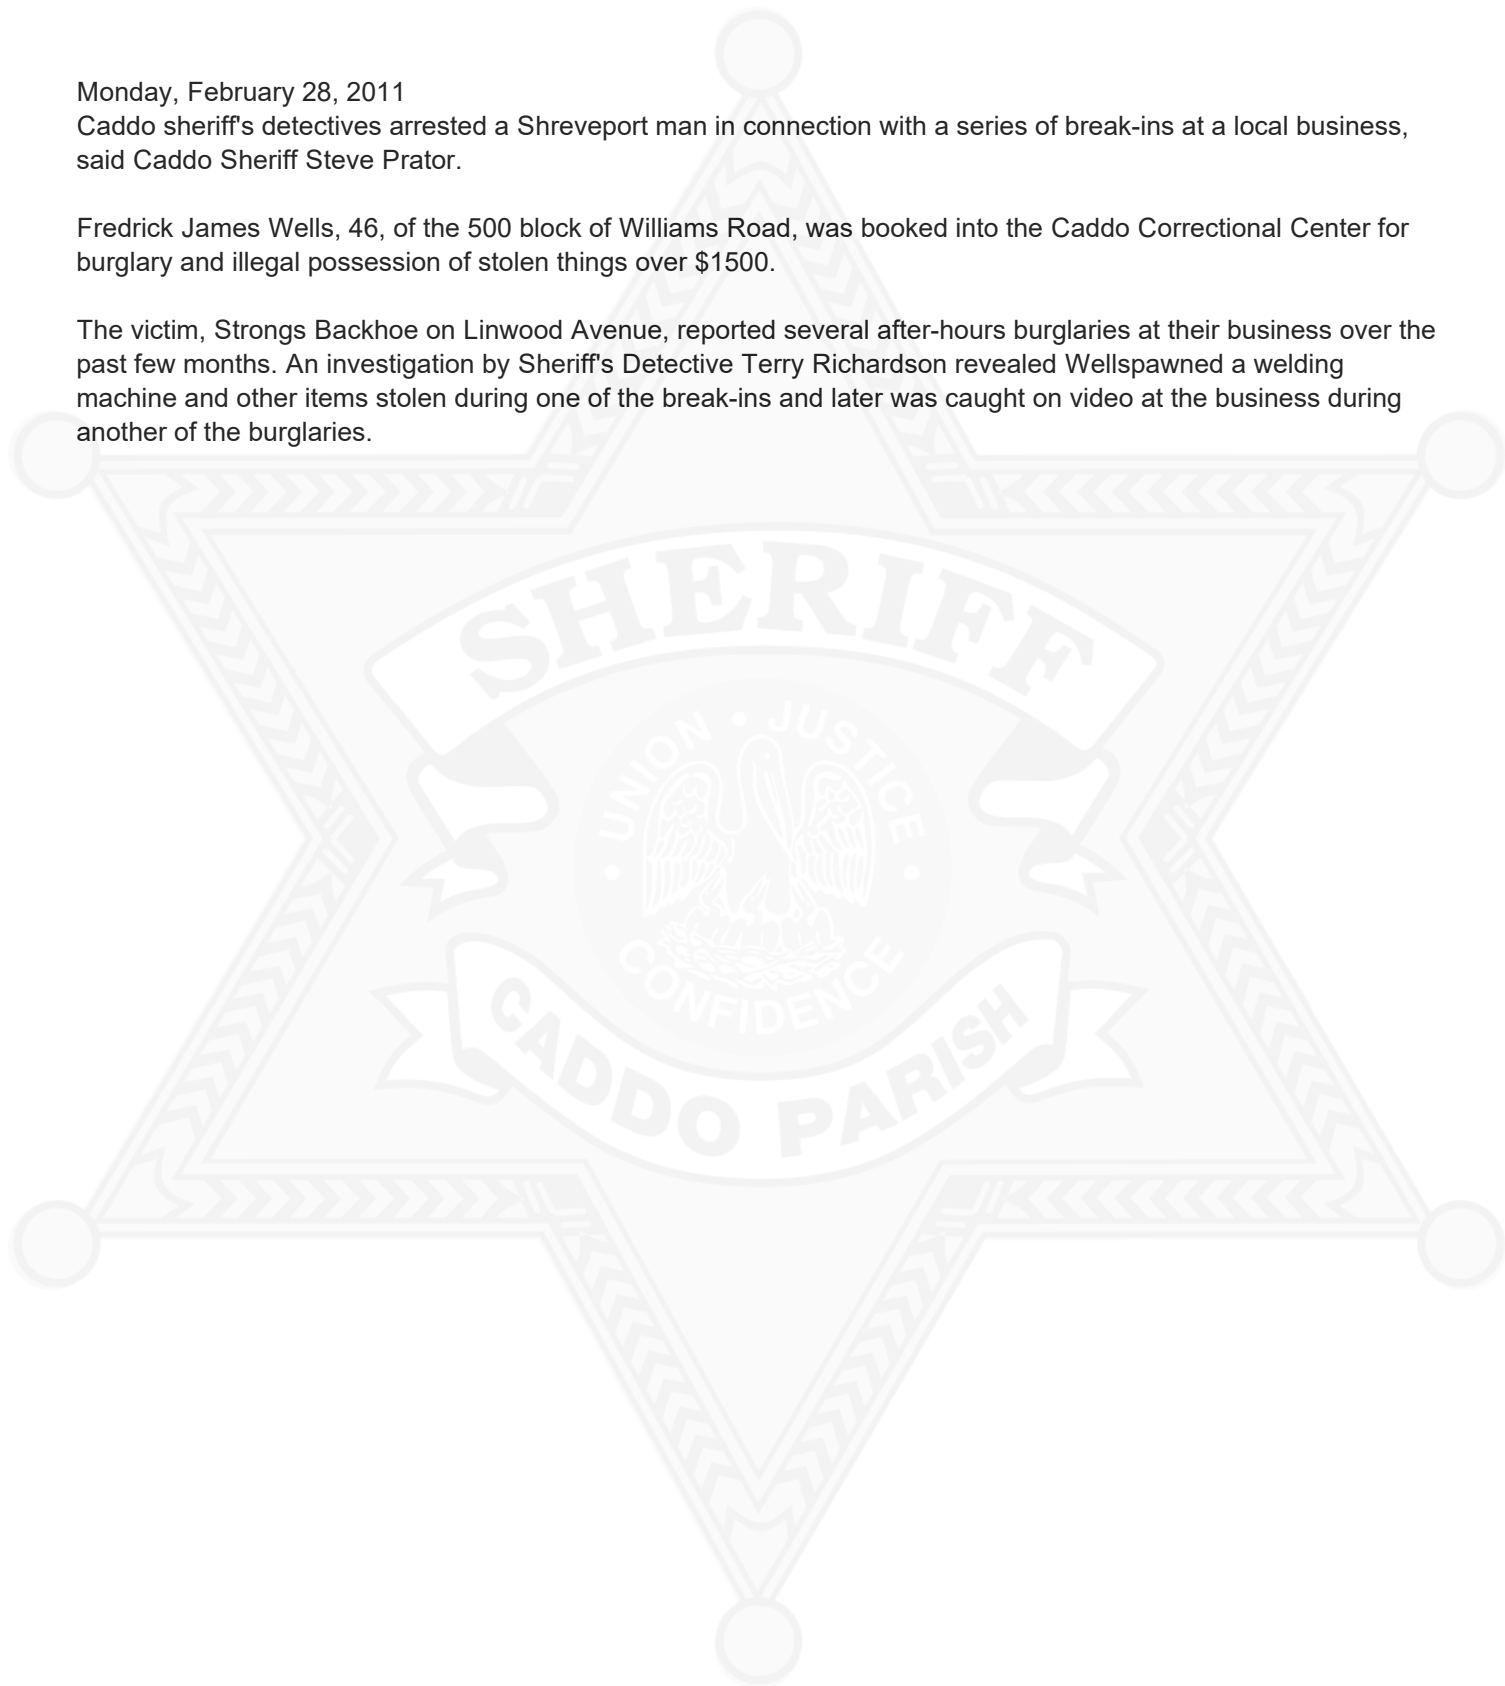 Monday, February 28, 2011
Caddo sheriff's detectives arrested a Shreveport man in connection with a series of break-ins at a local business,
said Caddo Sheriff Steve Prator.
Fredrick James Wells, 46, of the 500 block of Williams Road, was booked into the Caddo Correctional Center for
burglary and illegal possession of stolen things over $1500.
The victim, Strongs Backhoe on Linwood Avenue, reported several after-hours burglaries at their business over the
past few months. An investigation by Sheriff's Detective Terry Richardson revealed Wellspawned a welding
machine and other items stolen during one of the break-ins and later was caught on video at the business during
another of the burglaries.
SHERIFF
UNION • JUSTICE
• CONFIDENCE •
CADDO PARISH